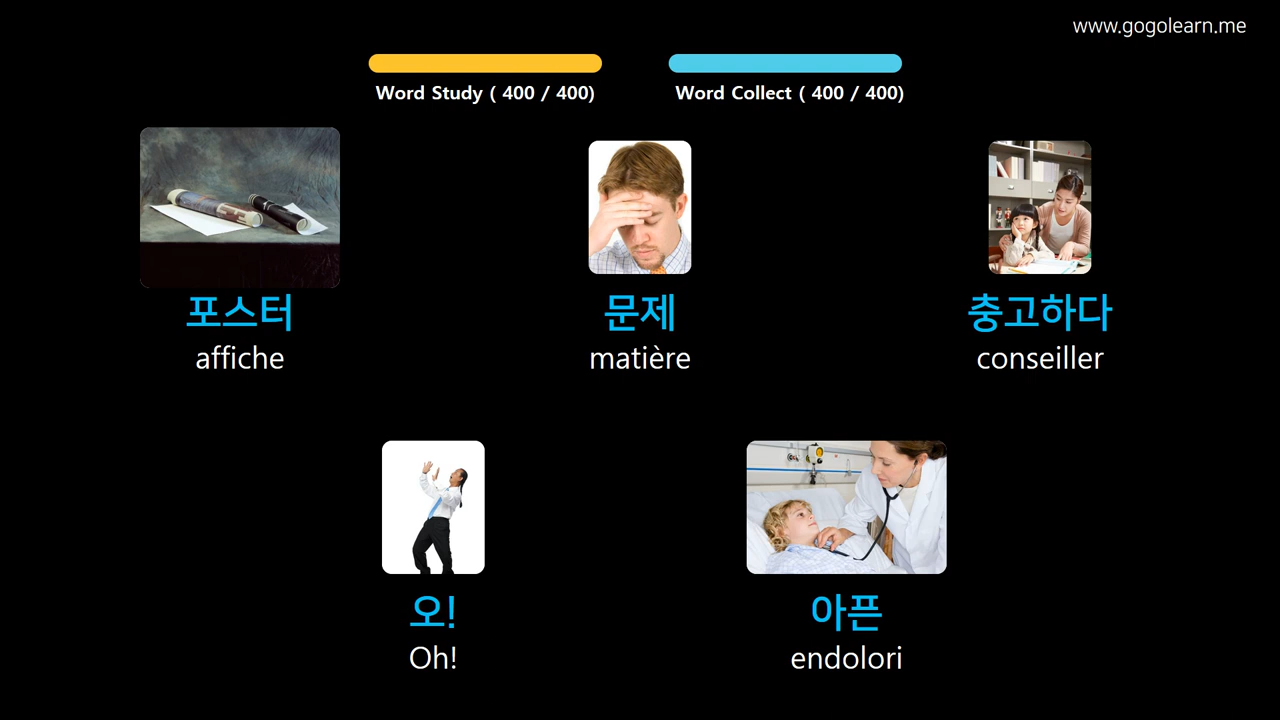 www.gogolearn.me
Word Study ( 400 / 400)
Word Collect ( 400 / 400)
포스터
affiche
문제
matière
충고하다
conseiller
오!
Oh!
아픈
endolori